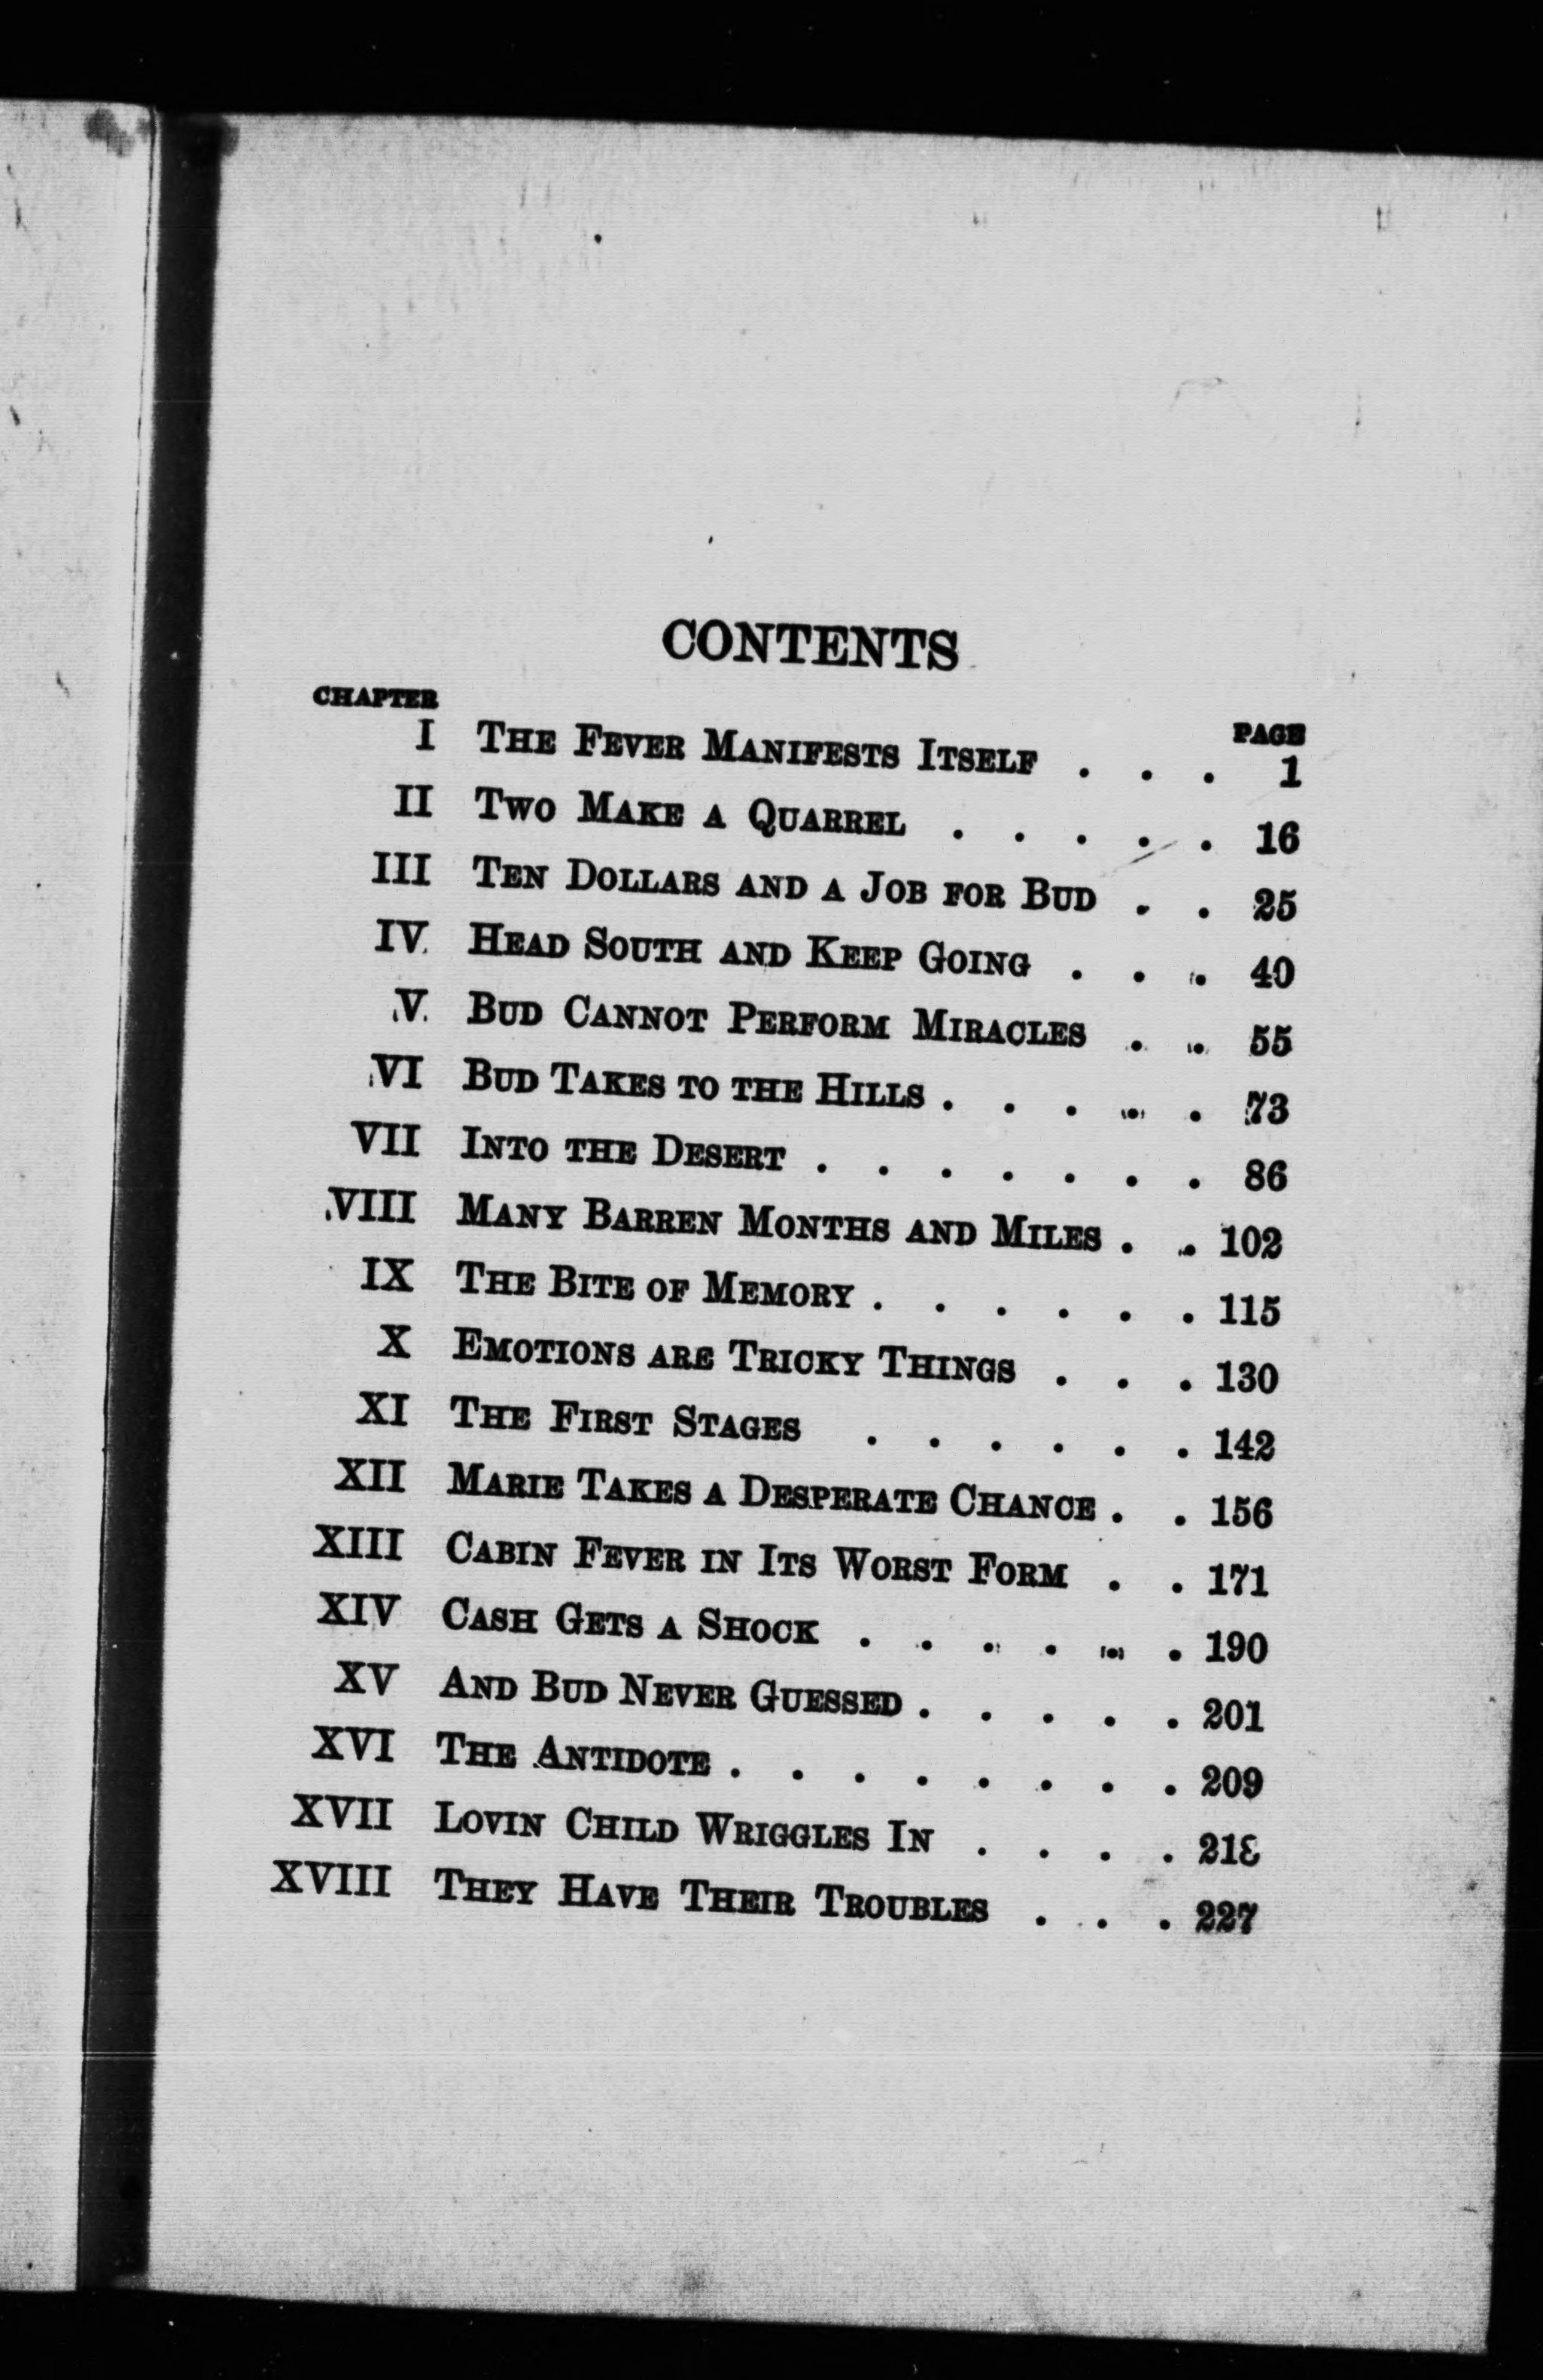 CONTENTS
CHAPTER PAGE
I THE FEVER MANIFESTS ITSELF . . . 1
II TWO MAKE A QUARREL . . . . . 16
III TEN DOLLARS AND A JOB FOR BUD . . 25
IV HEAD SOUTH AND KEEP GOING . . . 40
V BUD CANNOT PERFORM MIRACLES . . 55
VI BUD TAKES TO THE HILLS . . . . . 73
VII INTO THE DESERT . . . . . . . 86
VIII MANY BARREN MONTHS AND MILES . . 102
IX THE BITE OF MEMORY . . . . . . 115
X EMOTIONS ARE TRICKY THINGS . . . 130
XI THE FIRST STAGES . . . . . . 142
XII MARIE TAKES A DESPERATE CHANCE . . 156
XIII CABIN FEVER IN ITS WORST FORM . . 171
XIV CASH GETS A SHOCK . . . . . . 190
XV AND BUD NEVER GUESSED . . . . . 201
XVI THE ANTIDOTE . . . . . . . . 209
XVII LOVIN CHILD WRIGGLES IN . . . . 218
XVIII THEY HAVE THEIR TROUBLES . . . 227